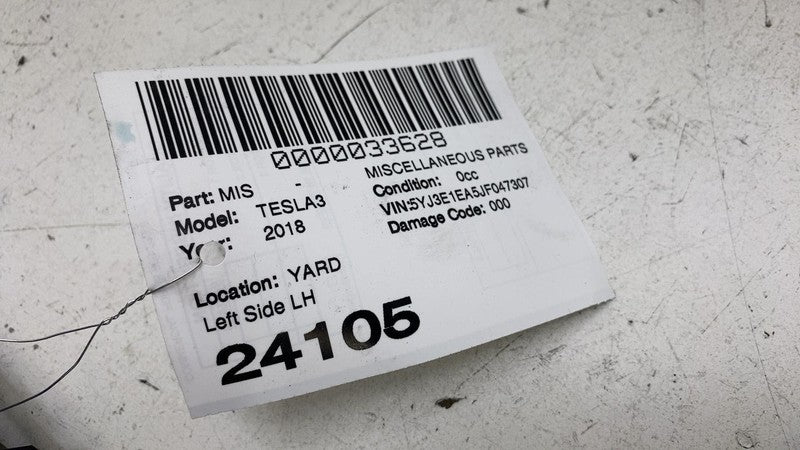 0000033628
Part: MIS - MISCELLANEOUS PARTS
Model: TESLA3 Condition: 0cc
Year: 2018 VIN:5YJ3E1EA5JF047307
Damage Code: 000
Location: YARD
Left Side LH
24105